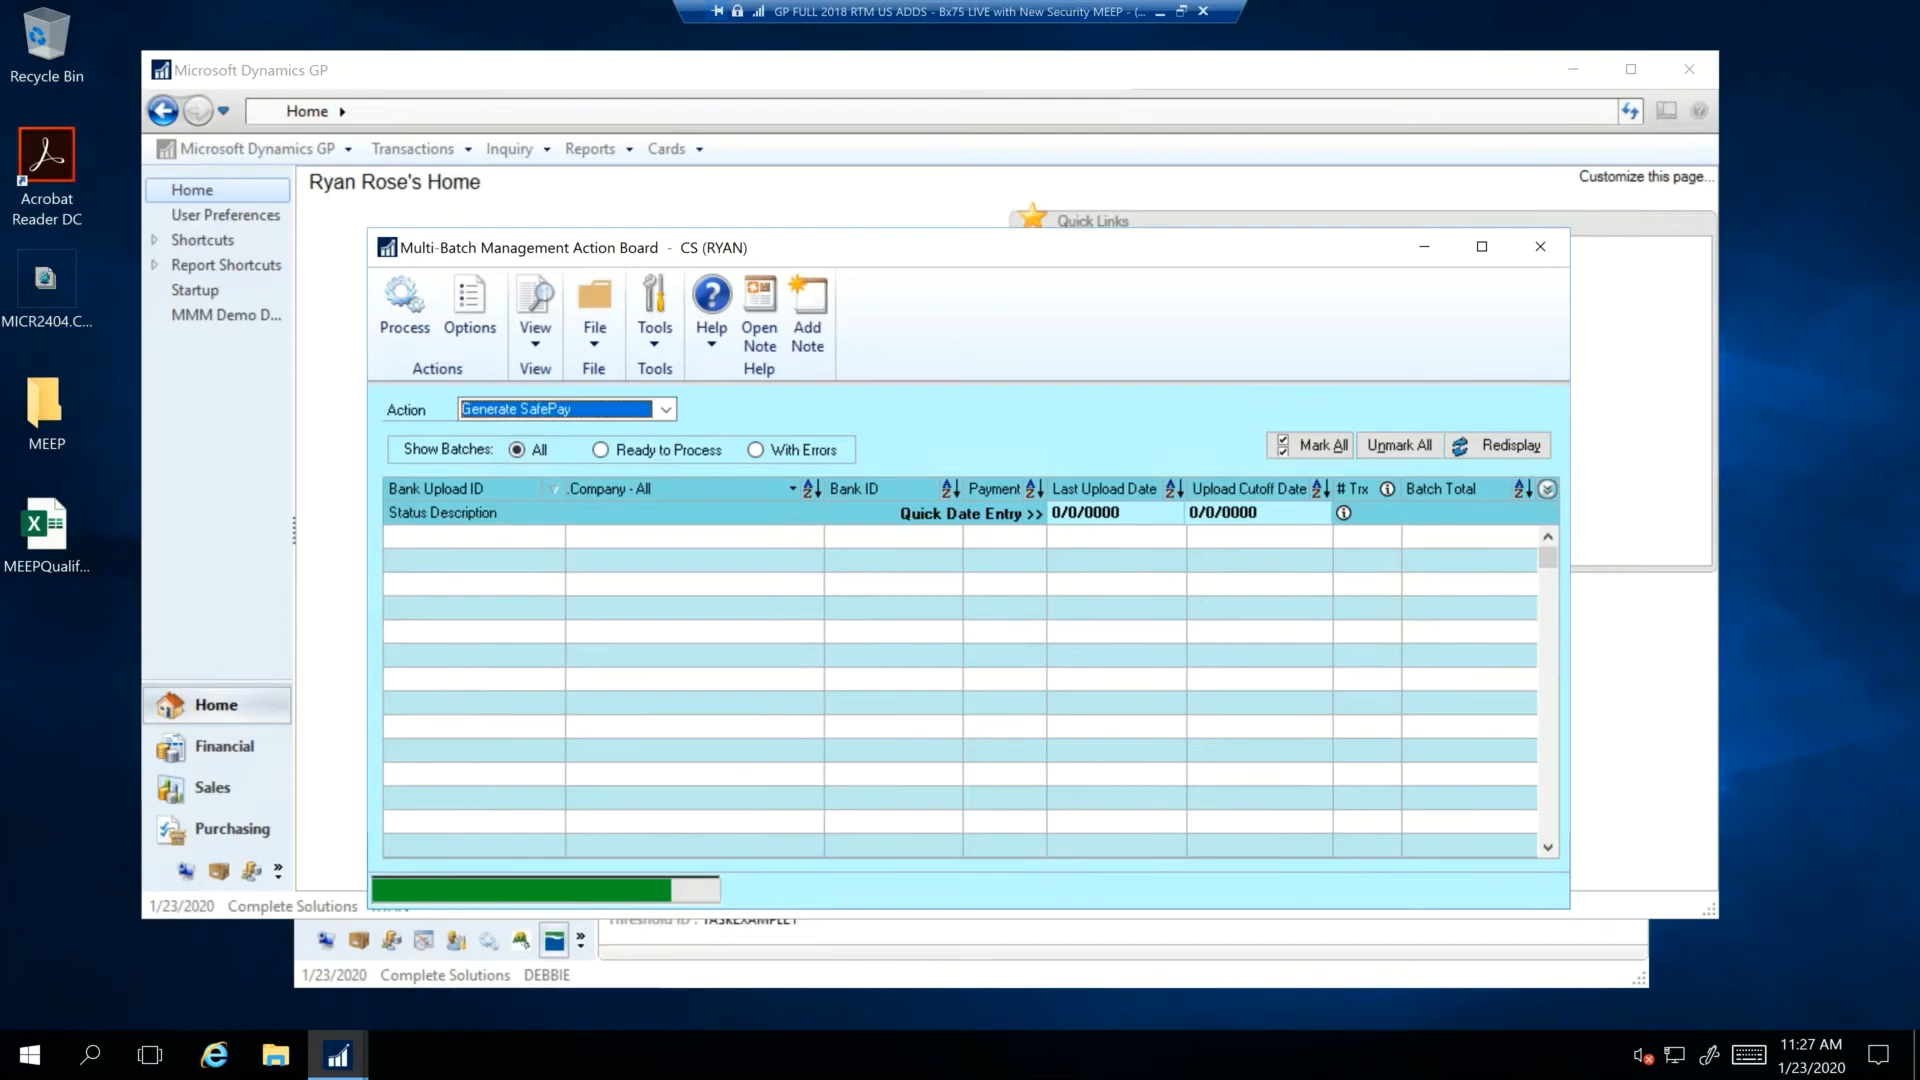 GP FULL 2018 RTM US ADDS - Bx75 LIVE with New Security MEEP - (...
Recycle Bin
Acrobat
Reader DC
MICR2404.C...
MEEP
MEEPQualif...
Microsoft Dynamics GP
Home
Microsoft Dynamics GP Transactions Inquiry Reports Cards
Home
User Preferences
Shortcuts
Report Shortcuts
Startup
MMM Demo D...
Ryan Rose's Home
Customize this page...
Quick Links
Multi-Batch Management Action Board - CS (RYAN)
Process Options View File Tools Help Open Note Add Note
Actions View File Tools Help
Action Generate SafePay
Show Batches: All Ready to Process With Errors
Mark All Unmark All Redisplay
Bank Upload ID .Company - All Bank ID Payment Last Upload Date Upload Cutoff Date # Trx Batch Total
Status Description Quick Date Entry >> 0/0/0000 0/0/0000
Home
Financial
Sales
Purchasing
1/23/2020 Complete Solutions
Threshold ID : TASKEXAMPLE1
1/23/2020 Complete Solutions DEBBIE
11:27 AM
1/23/2020